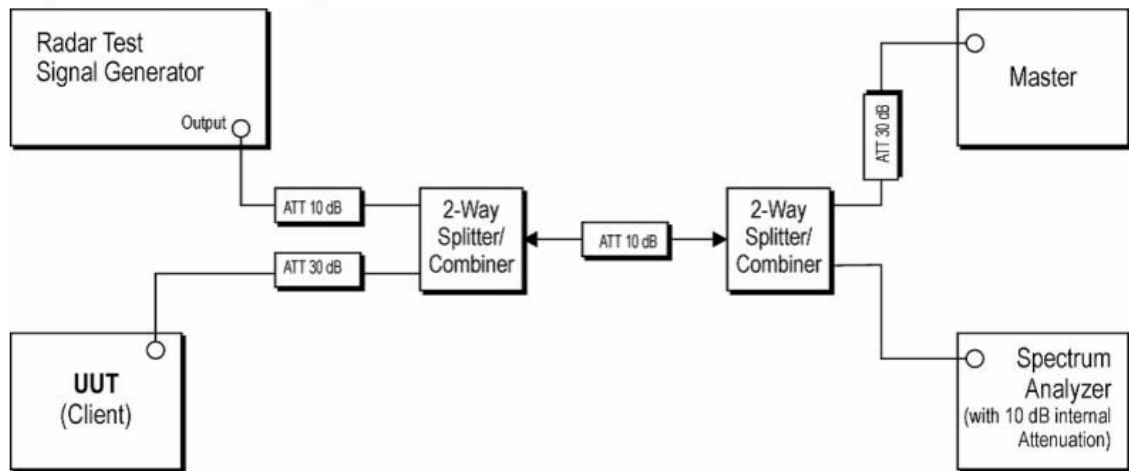 Radar Test
Signal Generator
Output
ATT 10 dB
ATT 30 dB
UUT
(Client)
2-Way
Splitter/
Combiner
ATT 10 dB
2-Way
Splitter/
Combiner
ATT 30 dB
Master
Spectrum
Analyzer
(with 10 dB internal
Attenuation)